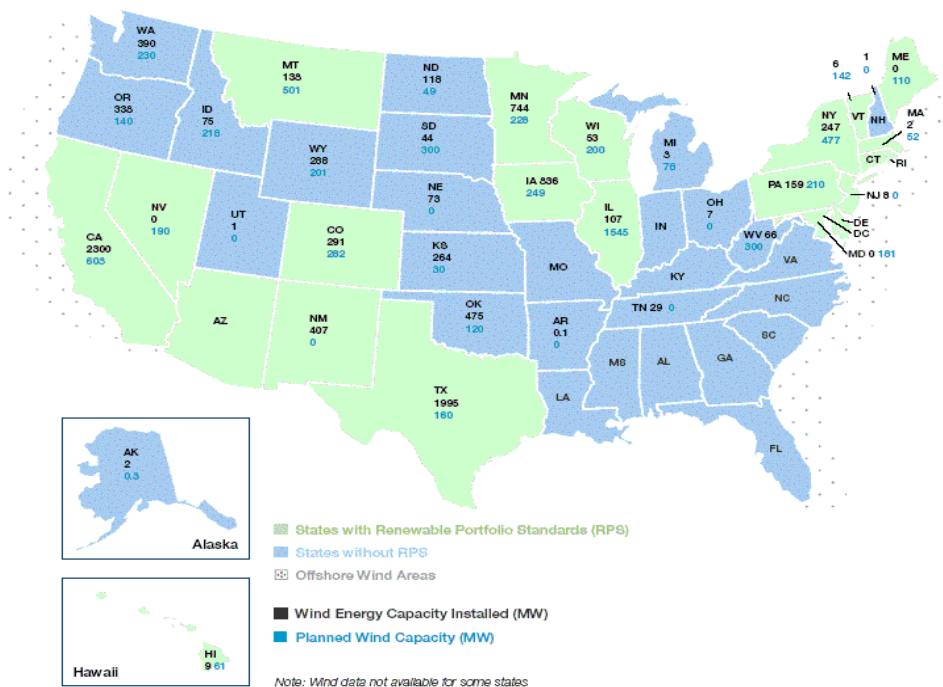 WA
390
230
OR
338
140
ID
75
218
MT
138
501
ND
118
49
SD
44
300
WY
288
201
NE
73
0
MN
744
228
WI
53
200
IA 836
249
MI
3
78
6
142
1
0
ME
0
110
VT
NH
NY
247
477
MA
2
52
CT
RI
PA 159 210
NJ 8 0
DE
DC
MD 0 181
CA
2300
603
NV
0
190
UT
1
0
CO
291
282
KS
264
30
MO
IL
107
1545
IN
OH
7
0
WV 66
300
VA
KY
AZ
NM
407
0
OK
475
120
AR
0.1
0
TN 29 0
NC
SC
TX
1995
160
LA
MS
AL
GA
FL
AK
2
0.3
Alaska
HI
9 61
Hawaii
States with Renewable Portfolio Standards (RPS)
States without RPS
Offshore Wind Areas
Wind Energy Capacity Installed (MW)
Planned Wind Capacity (MW)
Note: Wind data not available for some states